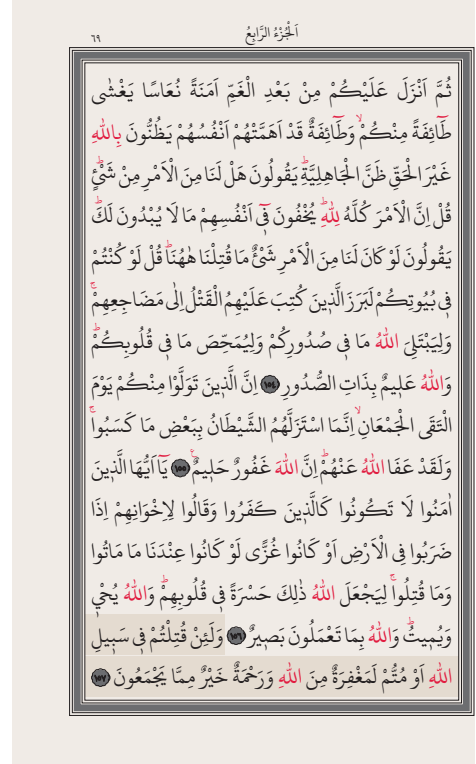 اَلْجُزْءُ الرَّابِعُ
٦٩
ثُمَّ اَنْزَلَ عَلَيْكُمْ مِنْ بَعْدِ الْغَمِّ اَمَنَةً نُعَاسًا يَغْشٰى
طَٓائِفَةً مِنْكُمْۙ وَطَٓائِفَةٌ قَدْ اَهَمَّتْهُمْ اَنْفُسُهُمْ يَظُنُّونَ بِاللّٰهِ
غَيْرَ الْحَقِّ ظَنَّ الْجَاهِلِيَّةِۜ يَقُولُونَ هَلْ لَنَا مِنَ الْاَمْرِ مِنْ شَيْءٍۜ
قُلْ اِنَّ الْاَمْرَ كُلَّهُ لِلّٰهِۜ يُخْفُونَ ف۪ٓي اَنْفُسِهِمْ مَا لَا يُبْدُونَ لَكَۜ
يَقُولُونَ لَوْ كَانَ لَنَا مِنَ الْاَمْرِ شَيْءٌ مَا قُتِلْنَا هٰهُنَاۜ قُلْ لَوْ كُنْتُمْ
ف۪ي بُيُوتِكُمْ لَبَرَزَ الَّذ۪ينَ كُتِبَ عَلَيْهِمُ الْقَتْلُ اِلٰى مَضَاجِعِهِمْۚ
وَلِيَبْتَلِيَ اللّٰهُ مَا ف۪ي صُدُورِكُمْ وَلِيُمَحِّصَ مَا ف۪ي قُلُوبِكُمْۜ
وَاللّٰهُ عَل۪يمٌ بِذَاتِ الصُّدُورِ ﴿١٥٤﴾ اِنَّ الَّذ۪ينَ تَوَلَّوْا مِنْكُمْ يَوْمَ
الْتَقَى الْجَمْعَانِۙ اِنَّمَا اسْتَزَلَّهُمُ الشَّيْطَانُ بِبَعْضِ مَا كَسَبُواۚ
وَلَقَدْ عَفَا اللّٰهُ عَنْهُمْۜ اِنَّ اللّٰهَ غَفُورٌ حَل۪يمٌ۟ ﴿١٥٥﴾ يَٓا اَيُّهَا الَّذ۪ينَ
اٰمَنُوا لَا تَكُونُوا كَالَّذ۪ينَ كَفَرُوا وَقَالُوا لِاِخْوَانِهِمْ اِذَا
ضَرَبُوا فِي الْاَرْضِ اَوْ كَانُوا غُزًّى لَوْ كَانُوا عِنْدَنَا مَا مَاتُوا
وَمَا قُتِلُواۚ لِيَجْعَلَ اللّٰهُ ذٰلِكَ حَسْرَةً ف۪ي قُلُوبِهِمْۜ وَاللّٰهُ يُحْي۪
وَيُم۪يتُۜ وَاللّٰهُ بِمَا تَعْمَلُونَ بَص۪يرٌ ﴿١٥٦﴾ وَلَئِنْ قُتِلْتُمْ ف۪ي سَب۪يلِ
اللّٰهِ اَوْ مُتُّمْ لَمَغْفِرَةٌ مِنَ اللّٰهِ وَرَحْمَةٌ خَيْرٌ مِمَّا يَجْمَعُونَ ﴿١٥٧﴾